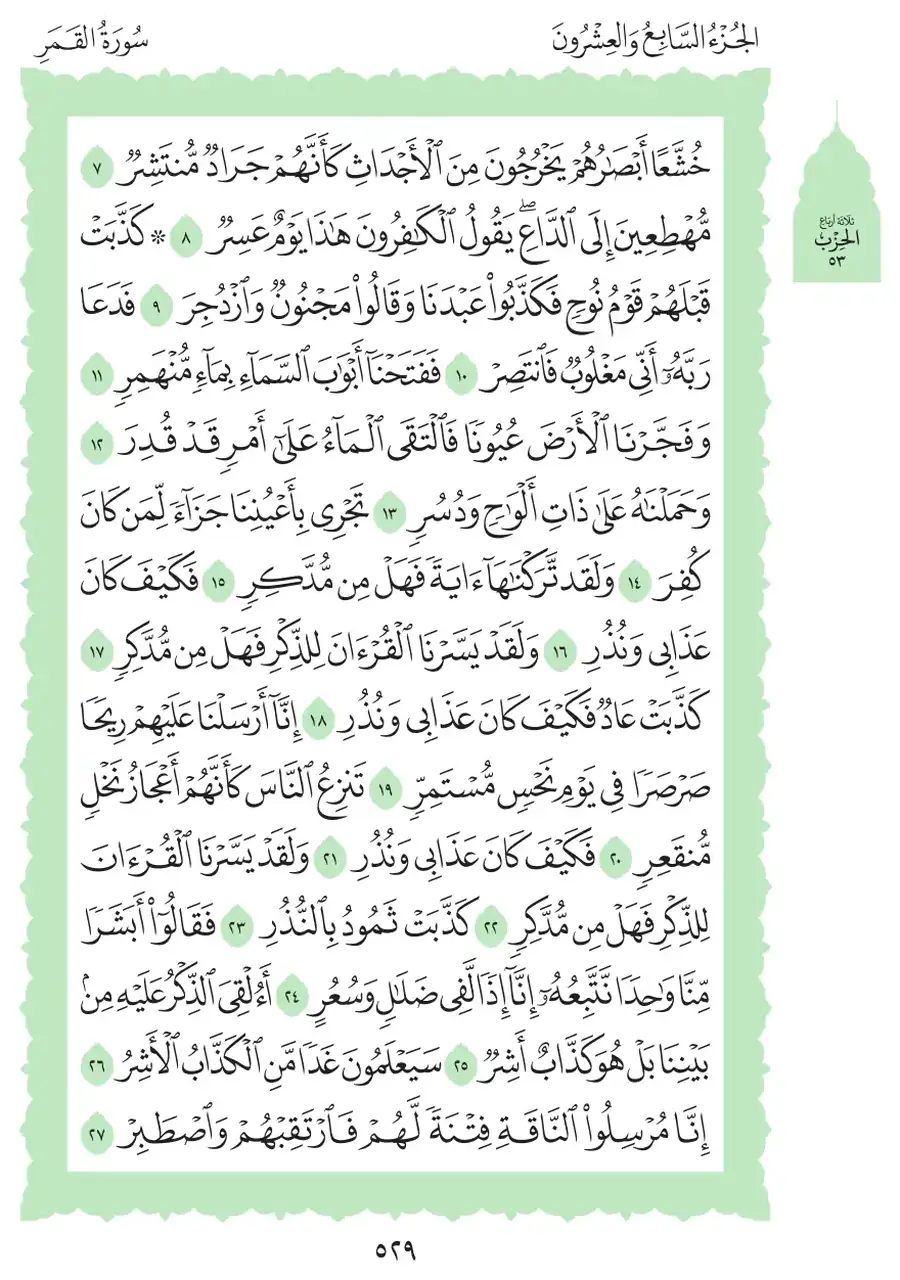 الجُزْءُ السَّابِعُ وَالعِشْرُونَ
سُورَةُ القَمَرِ
خُشَّعًا أَبْصَٰرُهُمْ يَخْرُجُونَ مِنَ ٱلْأَجْدَاثِ كَأَنَّهُمْ جَرَادٌ مُّنتَشِرٌ ٧
مُّهْطِعِينَ إِلَى ٱلدَّاعِۖ يَقُولُ ٱلْكَٰفِرُونَ هَٰذَا يَوْمٌ عَسِرٌ ٨ * كَذَّبَتْ
قَبْلَهُمْ قَوْمُ نُوحٍ فَكَذَّبُوا۟ عَبْدَنَا وَقَالُوا۟ مَجْنُونٌ وَٱزْدُجِرَ ٩ فَدَعَا
رَبَّهُۥٓ أَنِّي مَغْلُوبٌ فَٱنتَصِرْ ١٠ فَفَتَحْنَآ أَبْوَٰبَ ٱلسَّمَآءِ بِمَآءٍ مُّنْهَمِرٍ ١١
وَفَجَّرْنَا ٱلْأَرْضَ عُيُونًا فَٱلْتَقَى ٱلْمَآءُ عَلَىٰٓ أَمْرٍ قَدْ قُدِرَ ١٢
وَحَمَلْنَٰهُ عَلَىٰ ذَاتِ أَلْوَٰحٍ وَدُسُرٍ ١٣ تَجْرِي بِأَعْيُنِنَا جَزَآءً لِّمَن كَانَ
كُفِرَ ١٤ وَلَقَد تَّرَكْنَٰهَآ ءَايَةً فَهَلْ مِن مُّدَّكِرٍ ١٥ فَكَيْفَ كَانَ
عَذَابِي وَنُذُرِ ١٦ وَلَقَدْ يَسَّرْنَا ٱلْقُرْءَانَ لِلذِّكْرِ فَهَلْ مِن مُّدَّكِرٍ ١٧
كَذَّبَتْ عَادٌ فَكَيْفَ كَانَ عَذَابِي وَنُذُرِ ١٨ إِنَّآ أَرْسَلْنَا عَلَيْهِمْ رِيحًا
صَرْصَرًا فِي يَوْمِ نَحْسٍ مُّسْتَمِرٍّ ١٩ تَنزِعُ ٱلنَّاسَ كَأَنَّهُمْ أَعْجَازُ نَخْلٍ
مُّنقَعِرٍ ٢٠ فَكَيْفَ كَانَ عَذَابِي وَنُذُرِ ٢١ وَلَقَدْ يَسَّرْنَا ٱلْقُرْءَانَ
لِلذِّكْرِ فَهَلْ مِن مُّدَّكِرٍ ٢٢ كَذَّبَتْ ثَمُودُ بِٱلنُّذُرِ ٢٣ فَقَالُوٓا۟ أَبَشَرًا
مِّنَّا وَٰحِدًا نَّتَّبِعُهُۥٓ إِنَّآ إِذًا لَّفِي ضَلَٰلٍ وَسُعُرٍ ٢٤ أَءُلْقِيَ ٱلذِّكْرُ عَلَيْهِ مِنۢ
بَيْنِنَا بَلْ هُوَ كَذَّابٌ أَشِرٌ ٢٥ سَيَعْلَمُونَ غَدًا مَّنِ ٱلْكَذَّابُ ٱلْأَشِرُ ٢٦
إِنَّا مُرْسِلُوا۟ ٱلنَّاقَةِ فِتْنَةً لَّهُمْ فَٱرْتَقِبْهُمْ وَٱصْطَبِرْ ٢٧
ثلاثة أرباع
الحِزْب
٥٣
٥٢٩